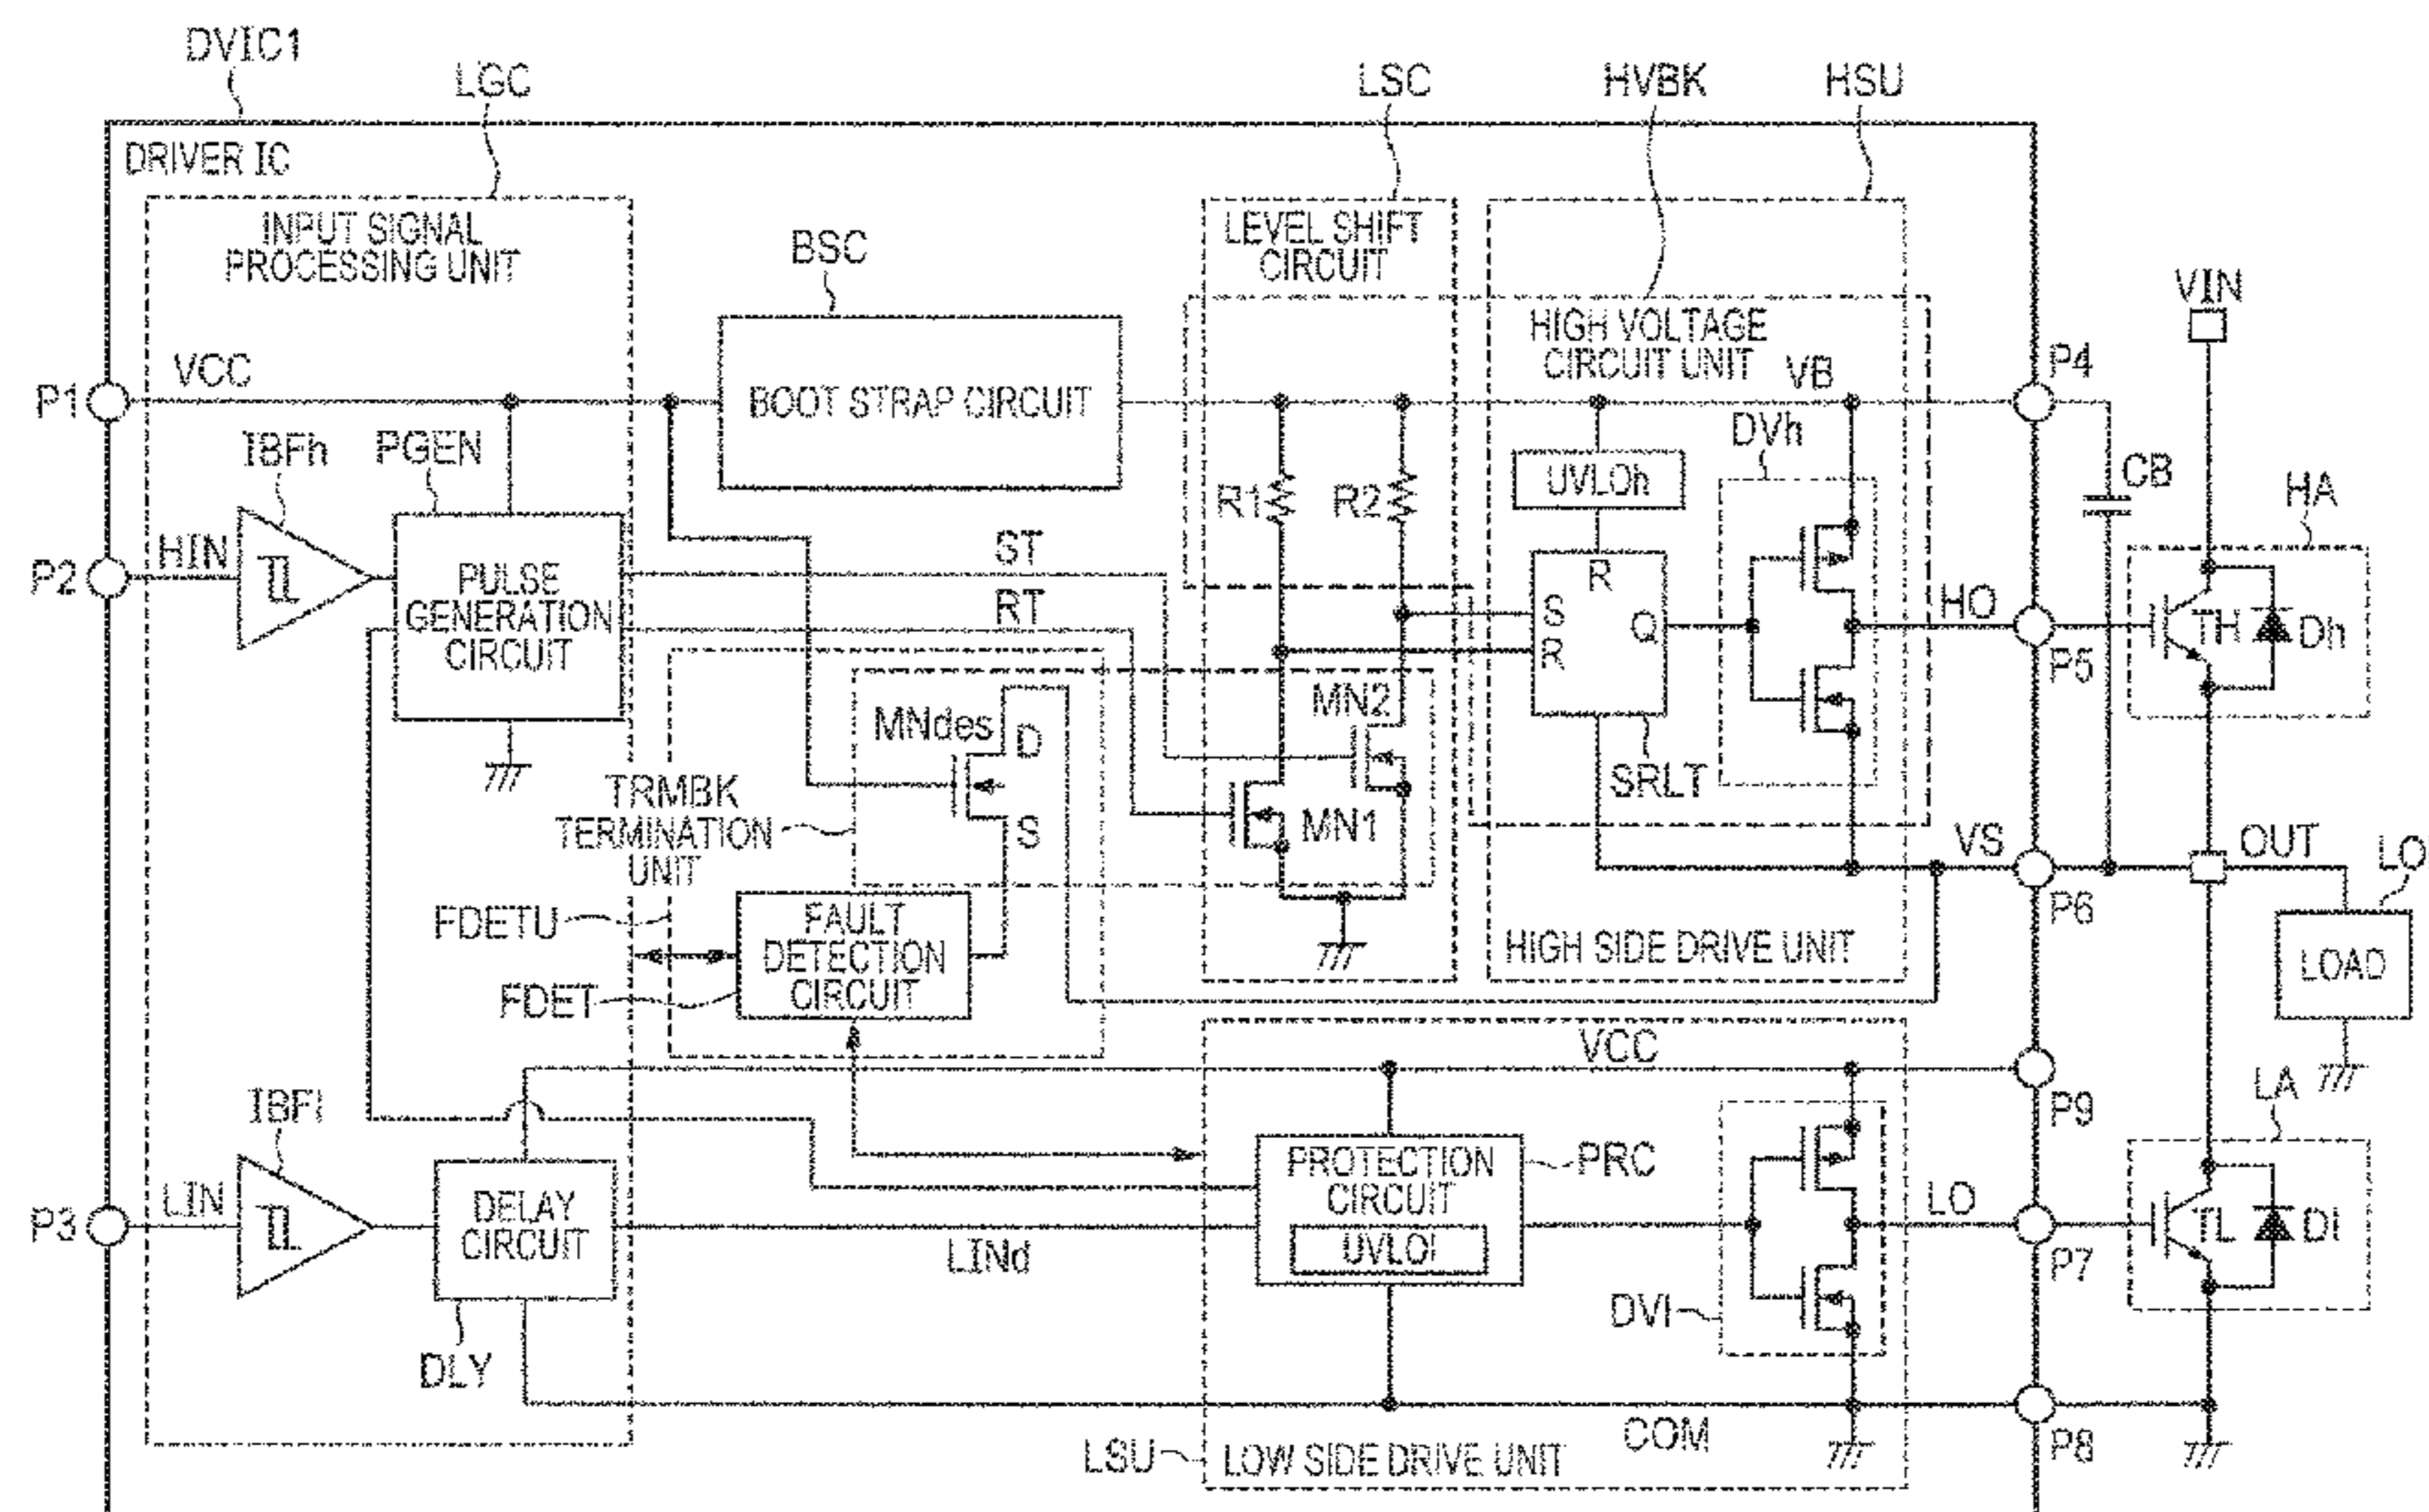 DVIC1
LGC
LSC
HVBK
HSU
DRIVER IC
INPUT SIGNAL
PROCESSING UNIT
BSC
LEVEL SHIFT
CIRCUIT
VIN
HIGH VOLTAGE
CIRCUIT UNIT
VB
P4
P1
VCC
BOOT STRAP CIRCUIT
IBFh
PGEN
DVh
CB
HA
R1
R2
UVLOh
P2
HIN
PULSE
GENERATION
CIRCUIT
ST
RT
R
S
R
Q
HO
P5
TH
Dh
MNdes
D
S
MN2
MN1
SRLT
TRMBK
TERMINATION
UNIT
VS
OUT
LO
P6
FDETU
FAULT
DETECTION
CIRCUIT
FDET
HIGH SIDE DRIVE UNIT
LOAD
VCC
P9
LA
IBFl
PROTECTION
CIRCUIT
UVLOl
PRC
P3
LIN
DELAY
CIRCUIT
LINd
LO
P7
TL
Dl
DVl
DLY
COM
P8
LSU
LOW SIDE DRIVE UNIT